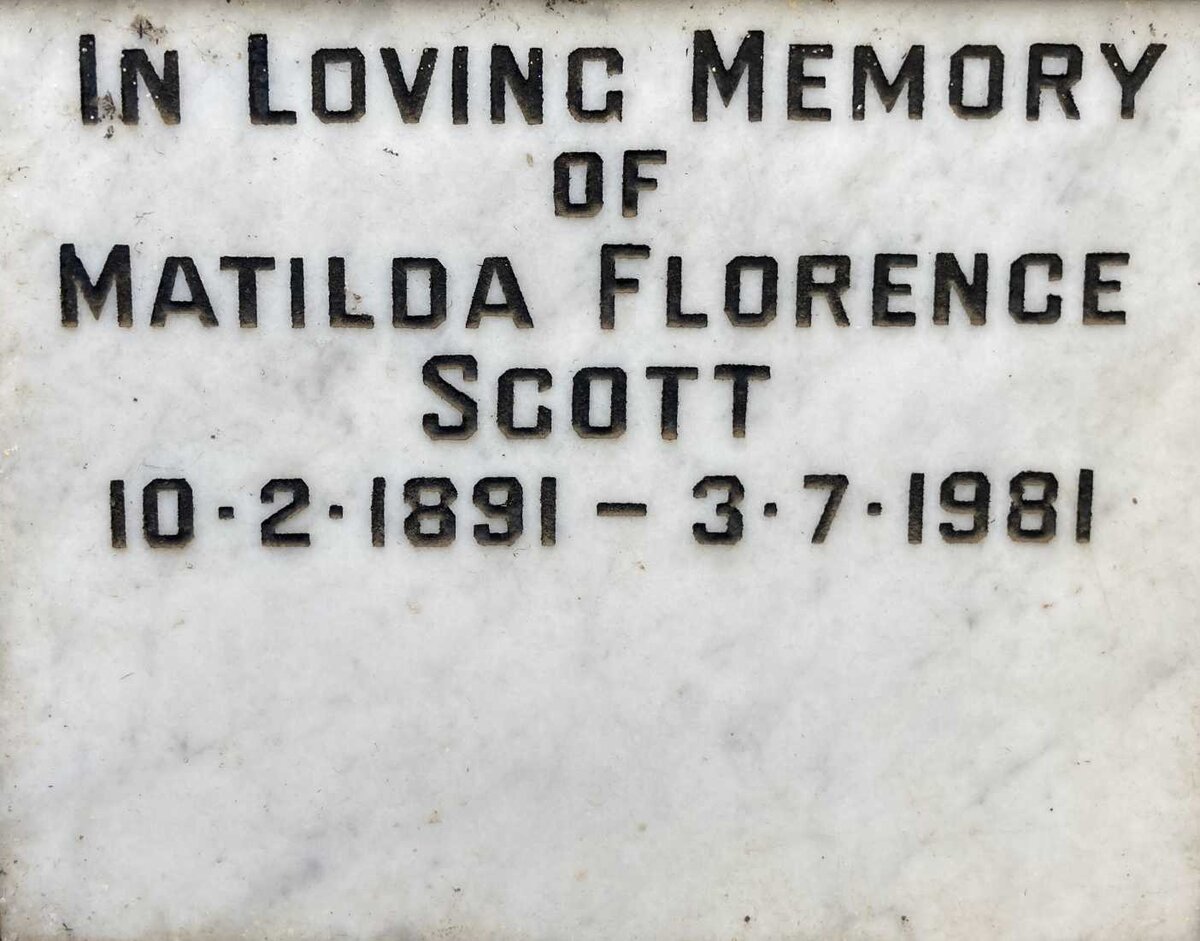 In Loving Memory
of
Matilda Florence
Scott
10·2·1891 – 3·7·1981